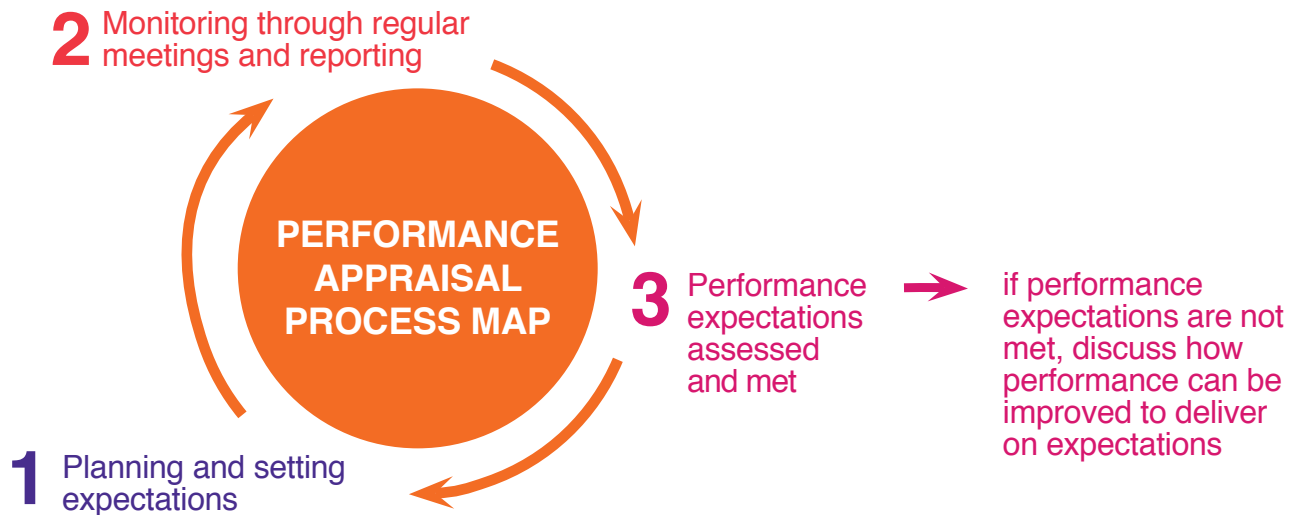 2 Monitoring through regular
meetings and reporting
PERFORMANCE
APPRAISAL
PROCESS MAP
3 Performance
expectations
assessed
and met
if performance
expectations are not
met, discuss how
performance can be
improved to deliver
on expectations
1 Planning and setting
expectations